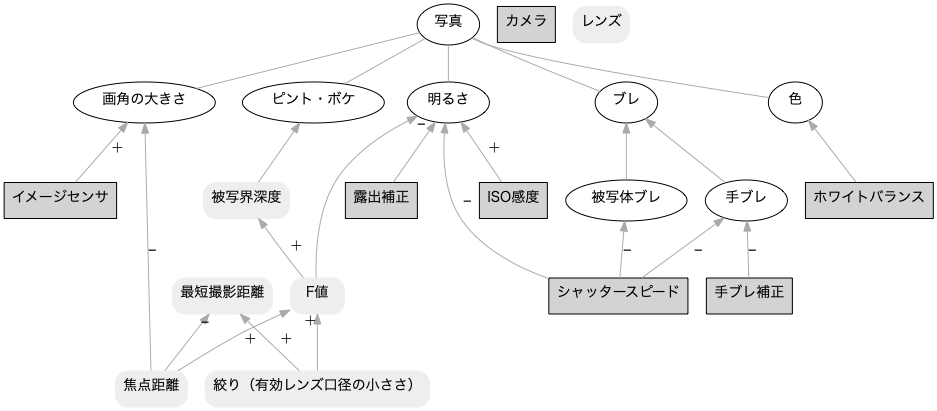 写真
カメラ
レンズ
画角の大きさ
ピント・ボケ
明るさ
ブレ
色
−
+
+
イメージセンサ
被写界深度
露出補正
ISO感度
被写体ブレ
手ブレ
ホワイトバランス
−
−
+
−
−
−
最短撮影距離
F値
シャッタースピード
手ブレ補正
−
+
+
+
焦点距離
絞り（有効レンズ口径の小ささ）